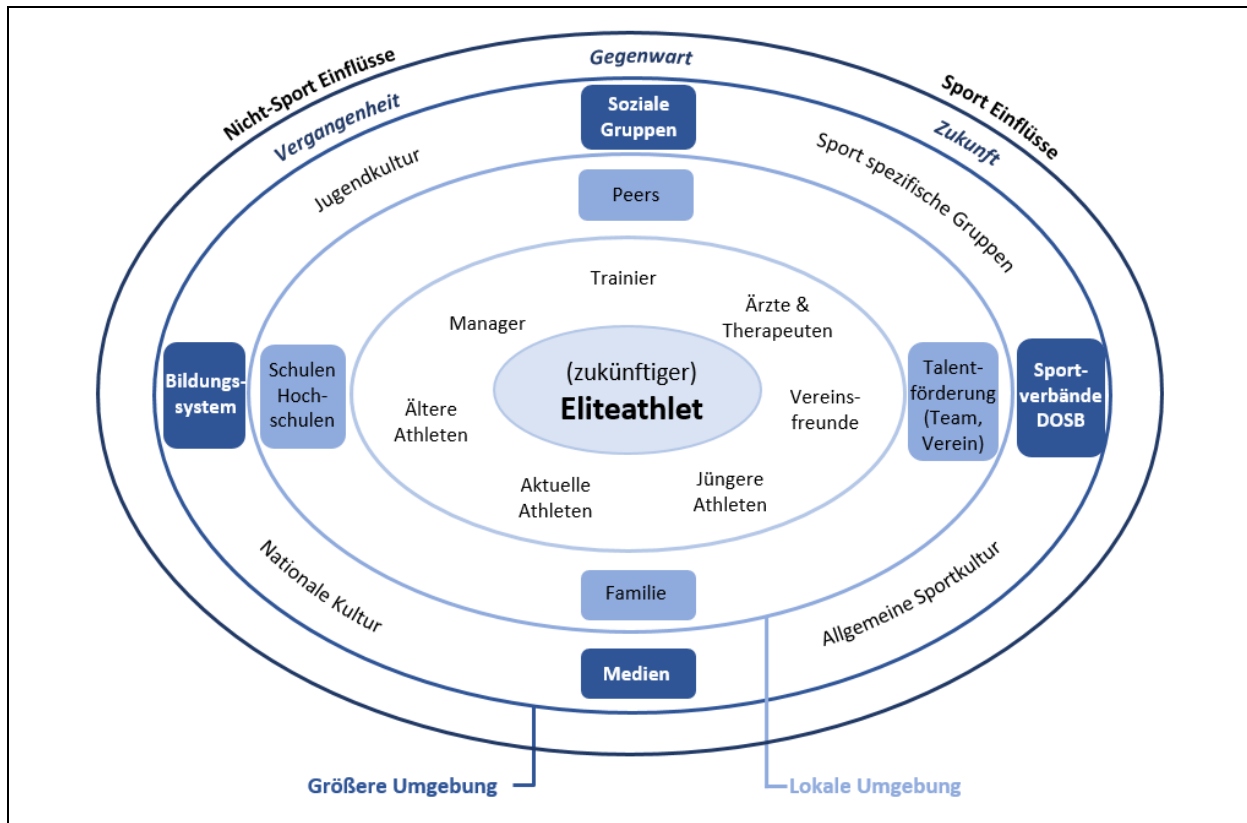 Nicht-Sport Einflüsse
Gegenwart
Sport Einflüsse
Vergangenheit
Zukunft
Soziale
Gruppen
Jugendkultur
Sport spezifische Gruppen
Peers
Trainier
Manager
Ärzte &
Therapeuten
Bildungs-
system
Schulen
Hoch-
schulen
(zukünftiger)
Eliteathlet
Ältere
Athleten
Vereins-
freunde
Talent-
förderung
(Team,
Verein)
Sport-
verbände
DOSB
Aktuelle
Athleten
Jüngere
Athleten
Nationale Kultur
Familie
Allgemeine Sportkultur
Medien
Größere Umgebung
Lokale Umgebung